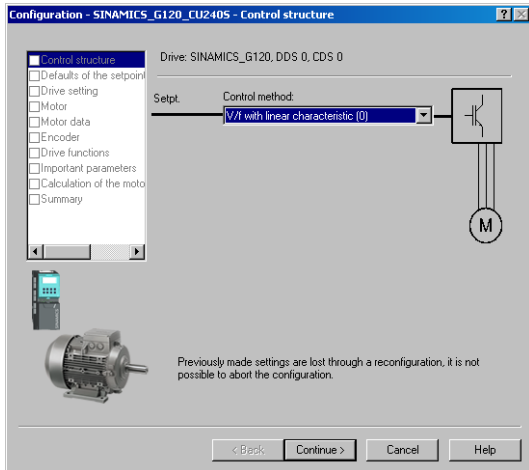 Configuration - SINAMICS_G120_CU240S - Control structure
Control structure
Defaults of the setpoint
Drive setting
Motor
Motor data
Encoder
Drive functions
Important parameters
Calculation of the moto
Summary
Drive: SINAMICS_G120, DDS 0, CDS 0
Setpt.
Control method:
V/f with linear characteristic (0)
M
Previously made settings are lost through a reconfiguration, it is not
possible to abort the configuration.
< Back
Continue >
Cancel
Help